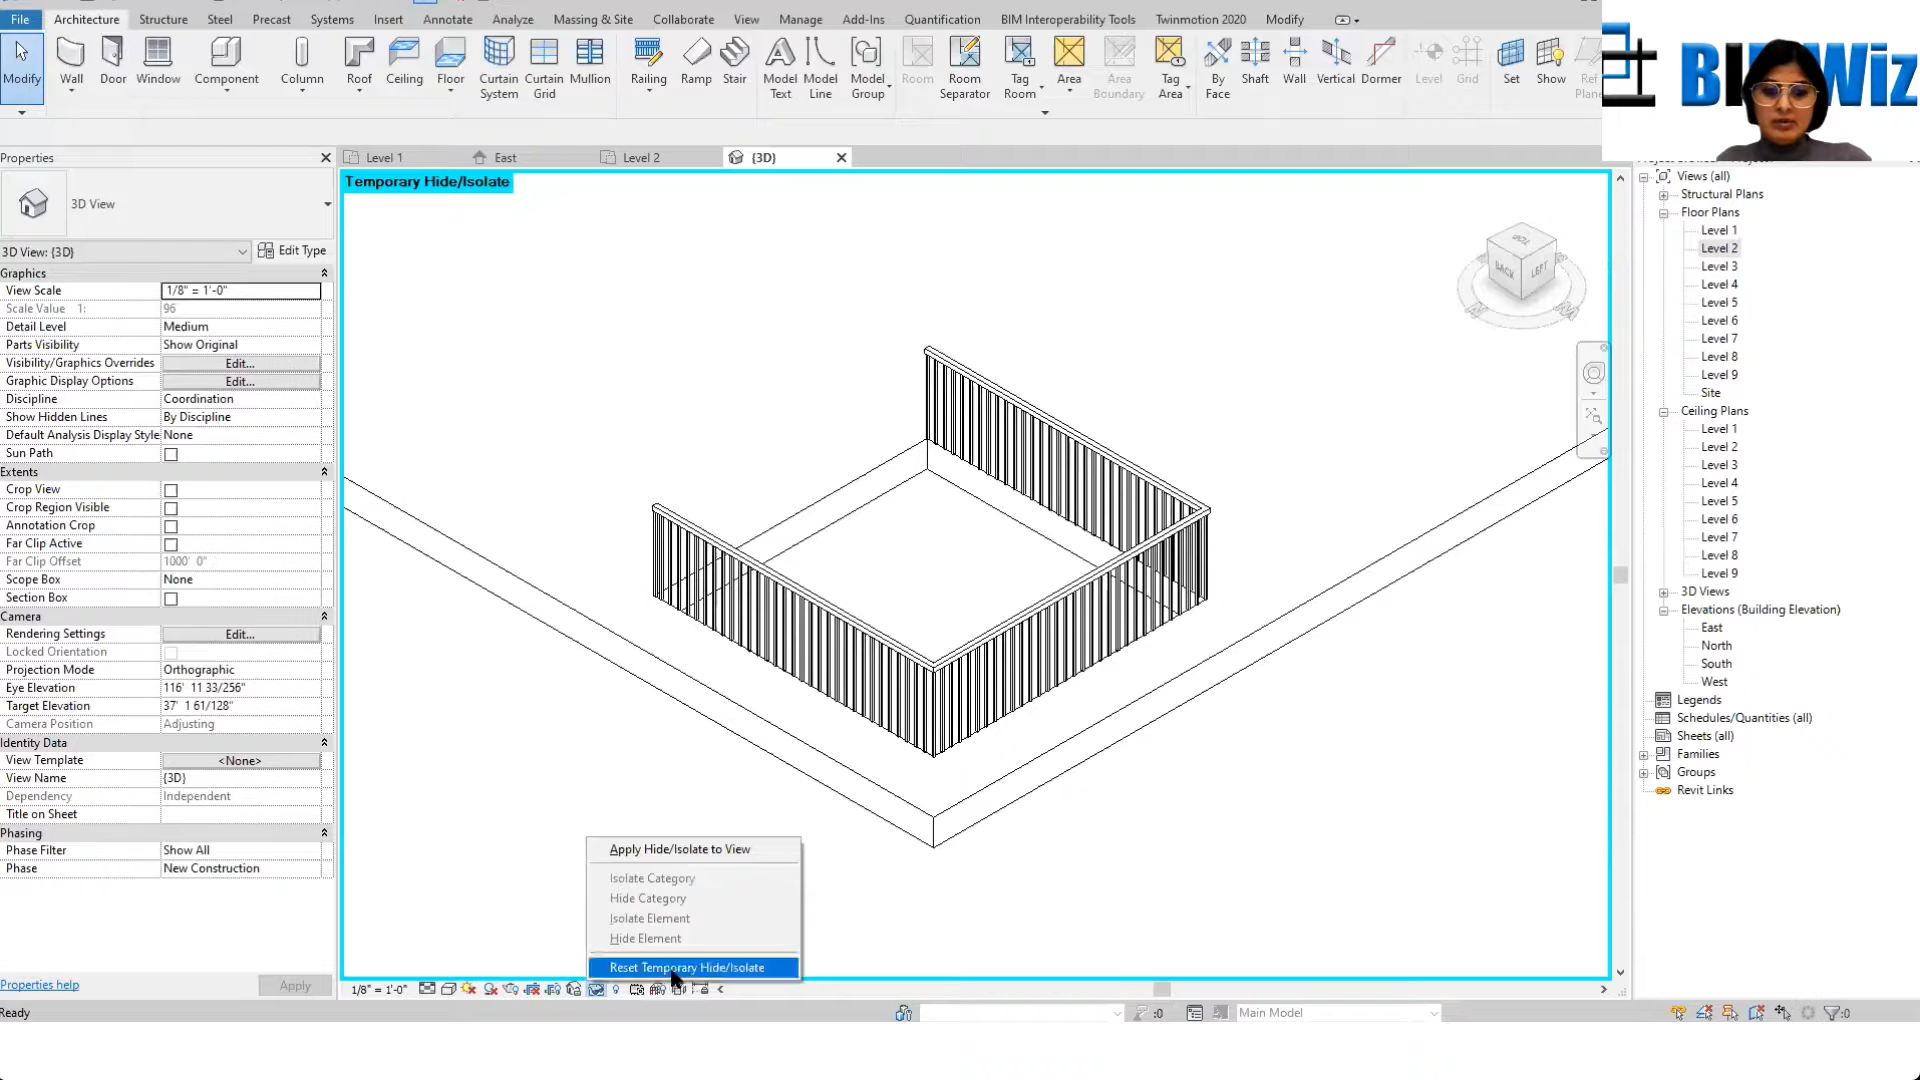 File Architecture Structure Steel Precast Systems Insert Annotate Analyze Massing & Site Collaborate View Manage Add-Ins Quantification BIM Interoperability Tools Twinmotion 2020 Modify
Modify Wall Door Window Component Column Roof Ceiling Floor Curtain System Curtain Grid Mullion Railing Ramp Stair Model Text Model Line Model Group Room Room Separator Tag Room Area Area Boundary Tag Area By Face Shaft Wall Vertical Dormer Level Grid Set Show Ref Plane
Wiz
Properties
Level 1 East Level 2 {3D}
3D View
3D View: {3D} Edit Type
Graphics
View Scale 1/8" = 1'-0"
Scale Value 1: 96
Detail Level Medium
Parts Visibility Show Original
Visibility/Graphics Overrides Edit...
Graphic Display Options Edit...
Discipline Coordination
Show Hidden Lines By Discipline
Default Analysis Display Style None
Sun Path
Extents
Crop View
Crop Region Visible
Annotation Crop
Far Clip Active
Far Clip Offset 1000' 0"
Scope Box None
Section Box
Camera
Rendering Settings Edit...
Locked Orientation
Projection Mode Orthographic
Eye Elevation 116' 11 33/256"
Target Elevation 37' 1 61/128"
Camera Position Adjusting
Identity Data
View Template <None>
View Name {3D}
Dependency Independent
Title on Sheet
Phasing
Phase Filter Show All
Phase New Construction
Properties help Apply
Temporary Hide/Isolate
TOP
BACK LEFT
Apply Hide/Isolate to View
Isolate Category
Hide Category
Isolate Element
Hide Element
Reset Temporary Hide/Isolate
1/8" = 1'-0"
Views (all)
Structural Plans
Floor Plans
Level 1
Level 2
Level 3
Level 4
Level 5
Level 6
Level 7
Level 8
Level 9
Site
Ceiling Plans
Level 1
Level 2
Level 3
Level 4
Level 5
Level 6
Level 7
Level 8
Level 9
3D Views
Elevations (Building Elevation)
East
North
South
West
Legends
Schedules/Quantities (all)
Sheets (all)
Families
Groups
Revit Links
Ready :0 Main Model :0